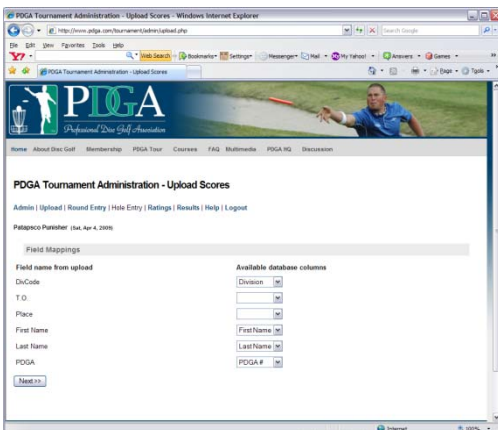 PDGA Tournament Administration - Upload Scores - Windows Internet Explorer
http://www.pdga.com/tournament/admin/upload.php
Search Google
File Edit View Favorites Tools Help
Y7 Web Search Bookmarks Settings Messenger Mail My Yahoo! Answers Games
PDGA Tournament Administration - Upload Scores Page Tools
PDGA
Professional Disc Golf Association
Home About Disc Golf Membership PDGA Tour Courses FAQ Multimedia PDGA HQ Discussion
PDGA Tournament Administration - Upload Scores
Admin | Upload | Round Entry | Hole Entry | Ratings | Results | Help | Logout
Patapsco Punisher (Sat, Apr 4, 2009)
Field Mappings
Field name from upload Available database columns
DivCode Division
T.O.
Place
First Name First Name
Last Name Last Name
PDGA PDGA #
Next >>
Internet 100%